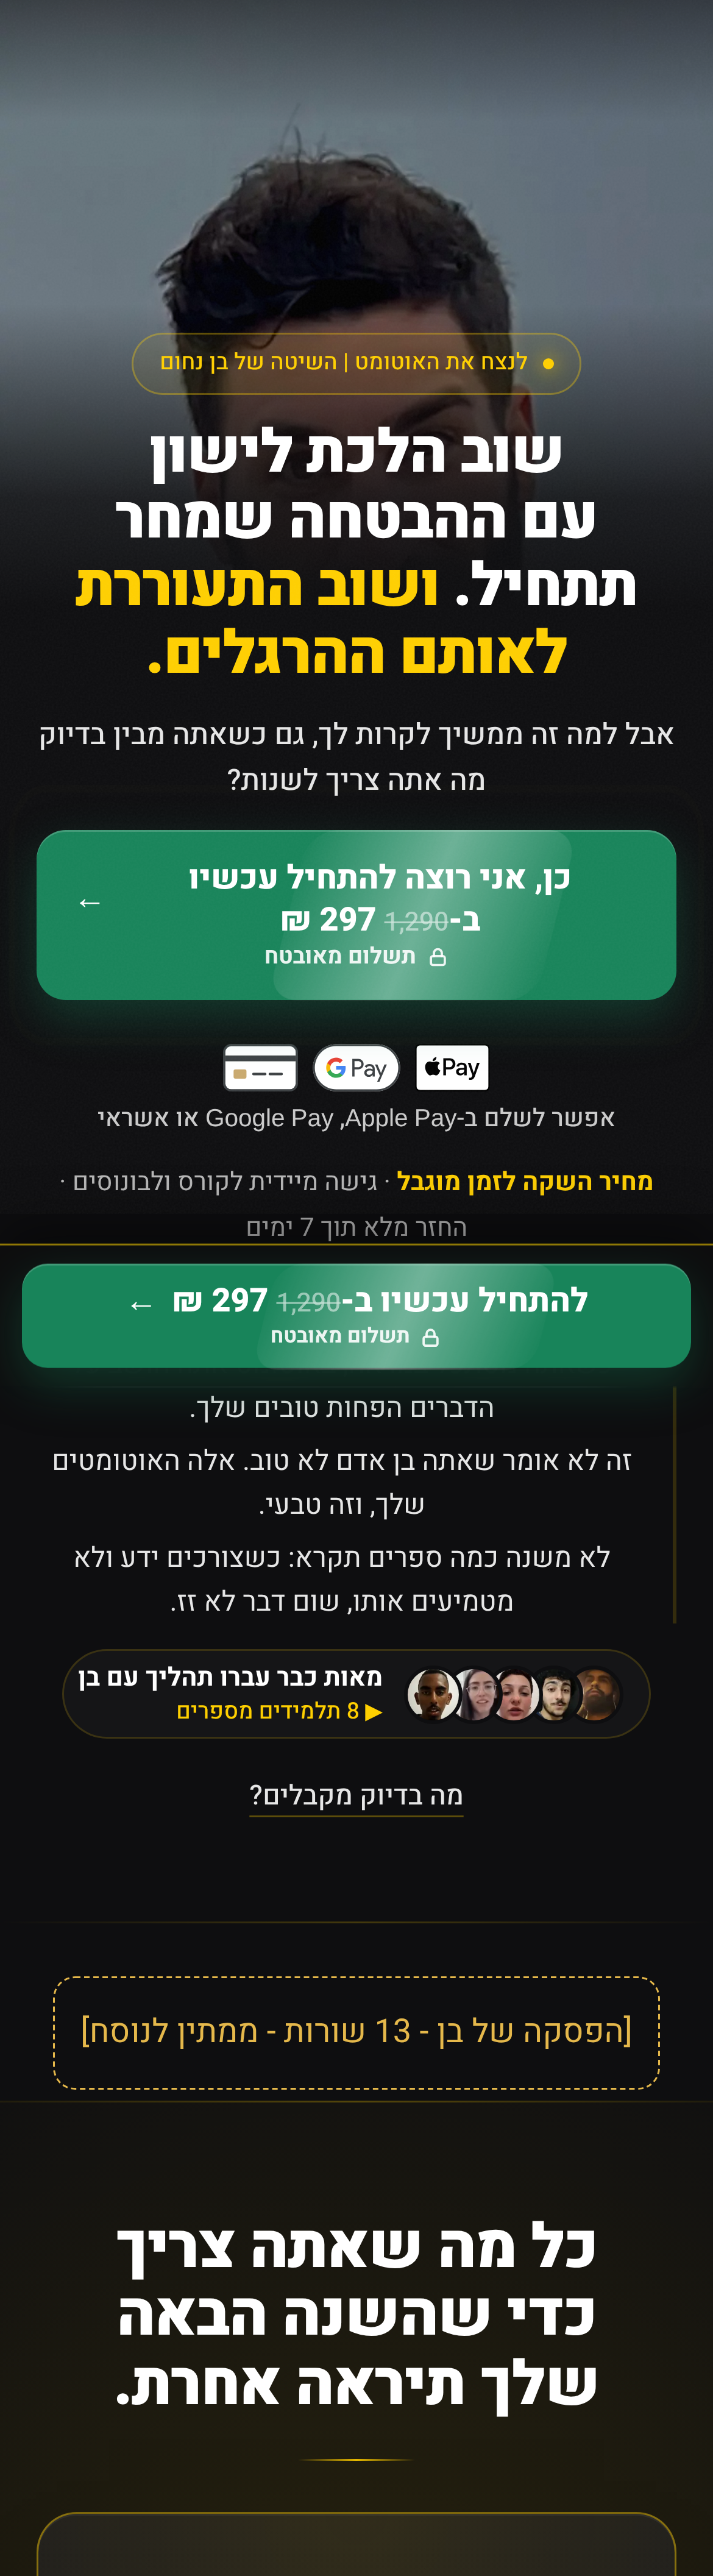 לנצח את האוטומט | השיטה של בן נחום
שוב הלכת לישון
עם ההבטחה שמחר
תתחיל. ושוב התעוררת
לאותם ההרגלים.
אבל למה זה ממשיך לקרות לך, גם כשאתה מבין בדיוק
מה אתה צריך לשנות?
כן, אני רוצה להתחיל עכשיו
ב-1,290 297 ₪
←
תשלום מאובטח
Pay
G Pay
אפשר לשלם ב-Apple Pay, Google Pay או אשראי
מחיר השקה לזמן מוגבל · גישה מיידית לקורס ולבונוסים ·
החזר מלא תוך 7 ימים
להתחיל עכשיו ב-1,290 297 ₪ ←
תשלום מאובטח
הדברים הפחות טובים שלך.
זה לא אומר שאתה בן אדם לא טוב. אלה האוטומטים
שלך, וזה טבעי.
לא משנה כמה ספרים תקרא: כשצורכים ידע ולא
מטמיעים אותו, שום דבר לא זז.
מאות כבר עברו תהליך עם בן
▶ 8 תלמידים מספרים
מה בדיוק מקבלים?
[הפסקה של בן - 13 שורות - ממתין לנוסח]
כל מה שאתה צריך
כדי שהשנה הבאה
שלך תיראה אחרת.